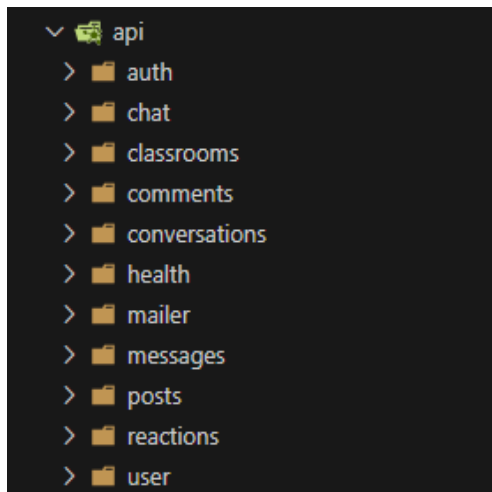 api
auth
chat
classrooms
comments
conversations
health
mailer
messages
posts
reactions
user